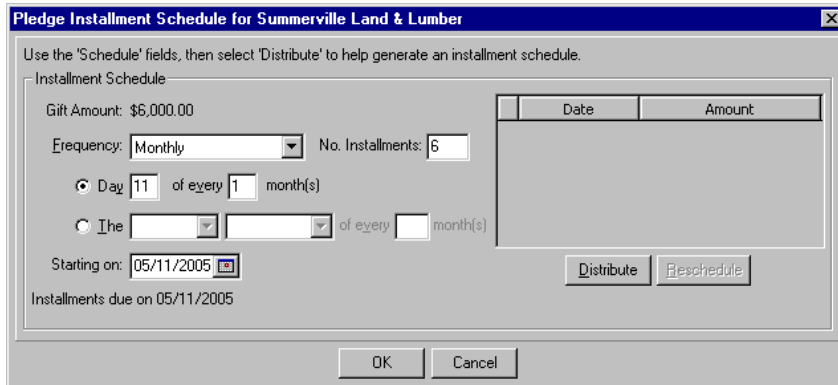 Pledge Installment Schedule for Summerville Land & Lumber
Use the 'Schedule' fields, then select 'Distribute' to help generate an installment schedule.
Installment Schedule
Gift Amount: $6,000.00
Frequency: Monthly No. Installments: 6
Day 11 of every 1 month(s)
The of every month(s)
Starting on: 05/11/2005
Installments due on 05/11/2005
Date Amount
Distribute Reschedule
OK Cancel